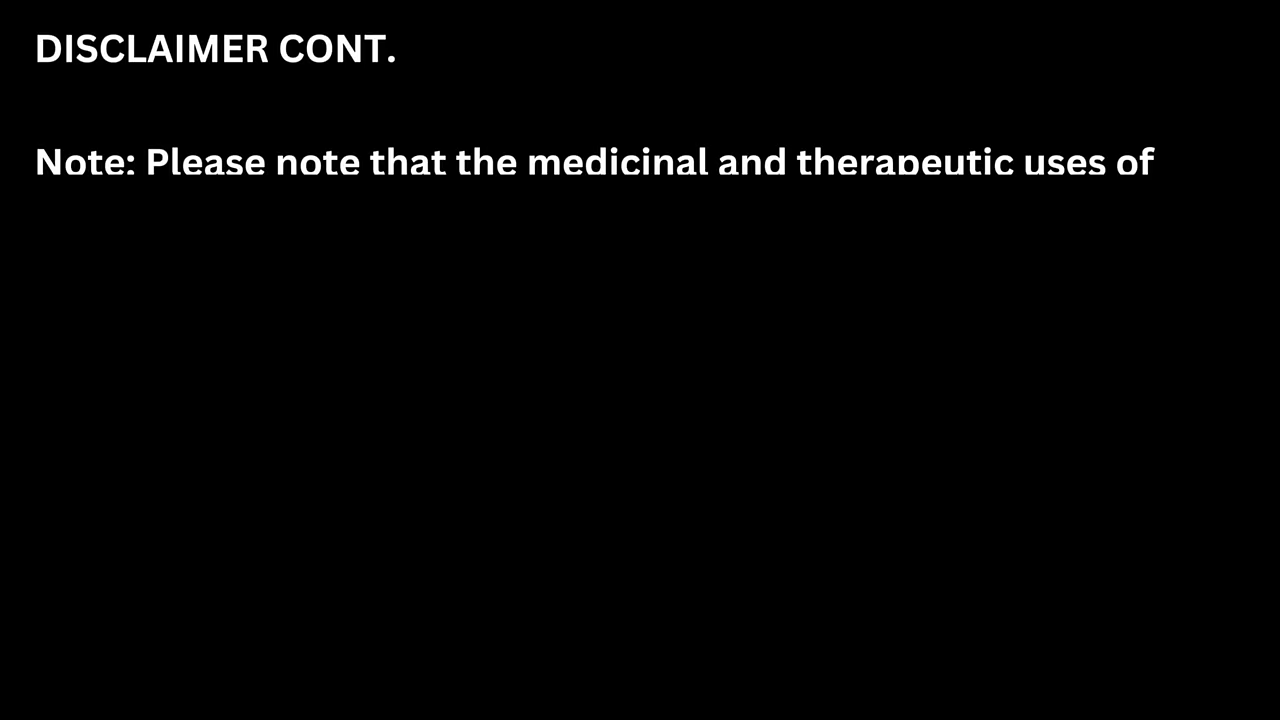 DISCLAIMER CONT.
Note: Please note that the medicinal and therapeutic uses of